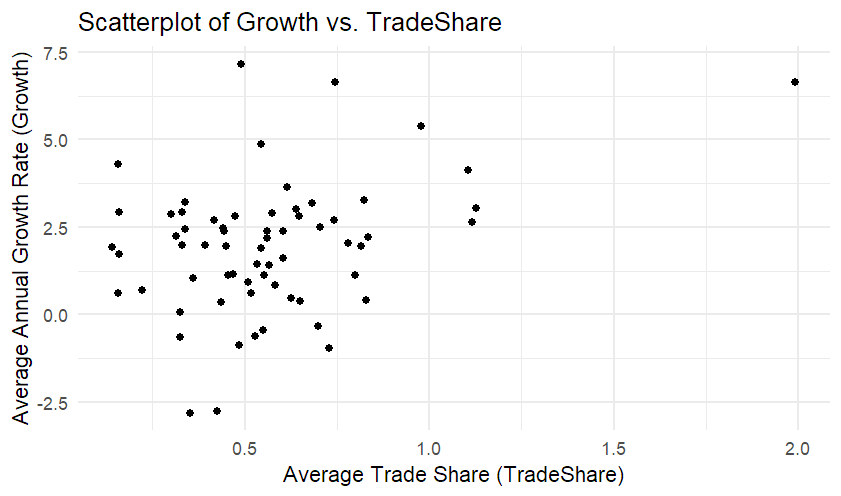 Scatterplot of Growth vs. TradeShare
Average Annual Growth Rate (Growth)
7.5
5.0
2.5
0.0
-2.5
0.5 1.0 1.5 2.0
Average Trade Share (TradeShare)